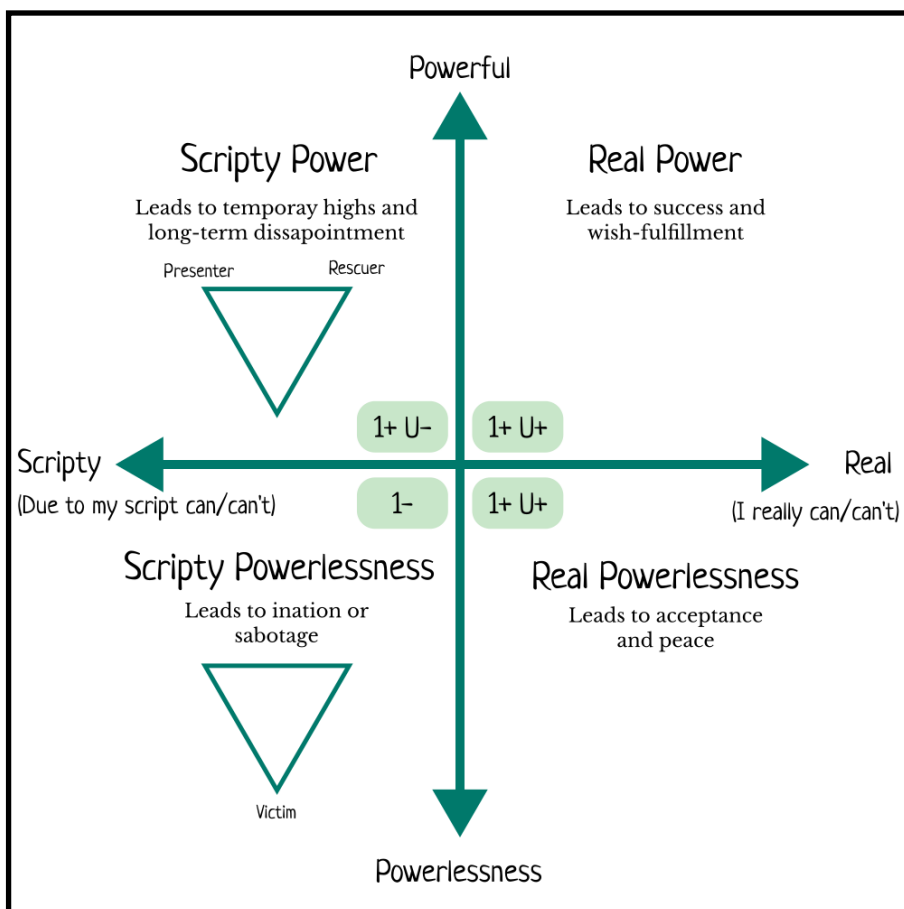 Powerful
Scripty Power
Leads to temporay highs and
long-term dissapointment
Presenter
Rescuer
Real Power
Leads to success and
wish-fulfillment
1+ U-
1+ U+
Scripty
(Due to my script can/can't)
Real
(I really can/can't)
1-
1+ U+
Scripty Powerlessness
Leads to ination or
sabotage
Victim
Real Powerlessness
Leads to acceptance
and peace
Powerlessness